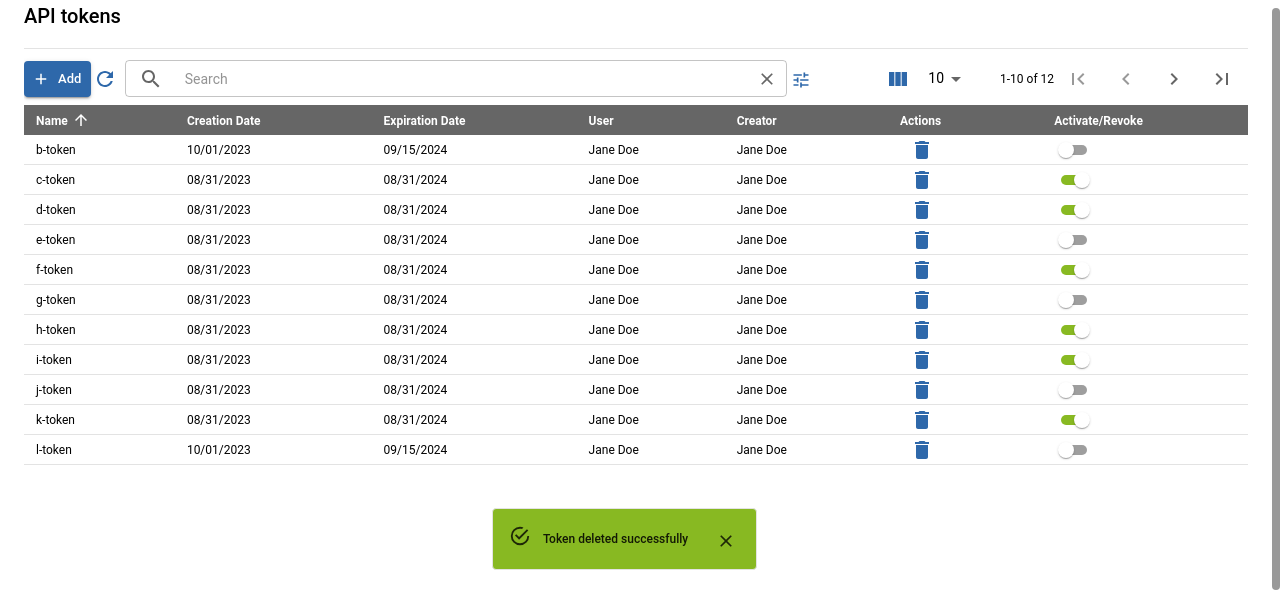 API tokens
Add Search 10 1-10 of 12
Name Creation Date Expiration Date User Creator Actions Activate/Revoke
b-token 10/01/2023 09/15/2024 Jane Doe Jane Doe
c-token 08/31/2023 08/31/2024 Jane Doe Jane Doe
d-token 08/31/2023 08/31/2024 Jane Doe Jane Doe
e-token 08/31/2023 08/31/2024 Jane Doe Jane Doe
f-token 08/31/2023 08/31/2024 Jane Doe Jane Doe
g-token 08/31/2023 08/31/2024 Jane Doe Jane Doe
h-token 08/31/2023 08/31/2024 Jane Doe Jane Doe
i-token 08/31/2023 08/31/2024 Jane Doe Jane Doe
j-token 08/31/2023 08/31/2024 Jane Doe Jane Doe
k-token 08/31/2023 08/31/2024 Jane Doe Jane Doe
l-token 10/01/2023 09/15/2024 Jane Doe Jane Doe
Token deleted successfully